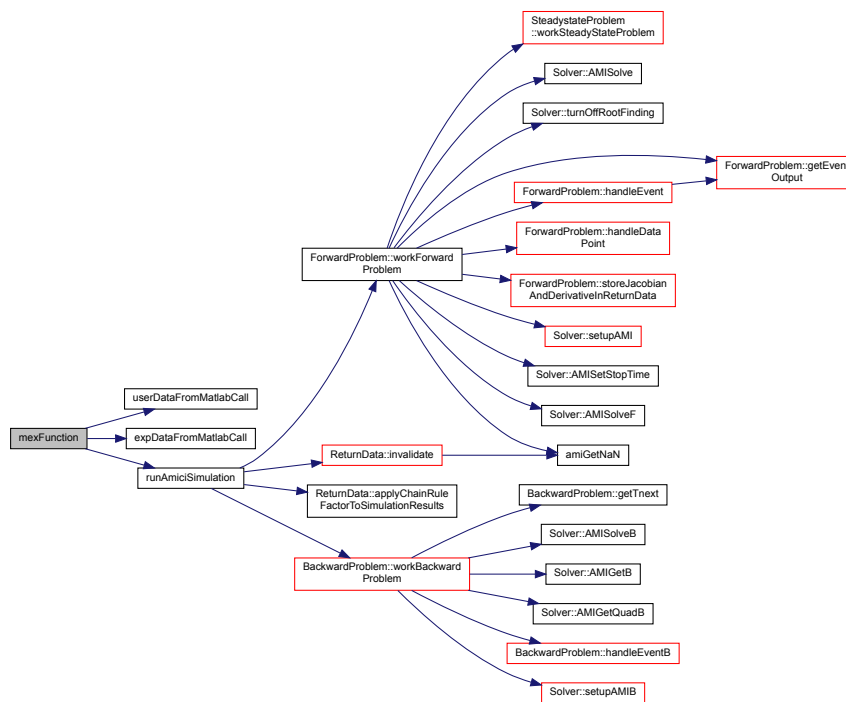 SteadystateProblem
::workSteadyStateProblem
Solver::AMISolve
Solver::turnOffRootFinding
ForwardProblem::getEven
Output
ForwardProblem::handleEvent
ForwardProblem::handleData
Point
ForwardProblem::workForward
Problem
ForwardProblem::storeJacobian
AndDerivativeInReturnData
Solver::setupAMI
Solver::AMISetStopTime
userDataFromMatlabCall
Solver::AMISolveF
mexFunction
expDataFromMatlabCall
ReturnData::invalidate
amiGetNaN
runAmiciSimulation
ReturnData::applyChainRule
FactorToSimulationResults
BackwardProblem::getTnext
Solver::AMISolveB
BackwardProblem::workBackward
Problem
Solver::AMIGetB
Solver::AMIGetQuadB
BackwardProblem::handleEventB
Solver::setupAMIB